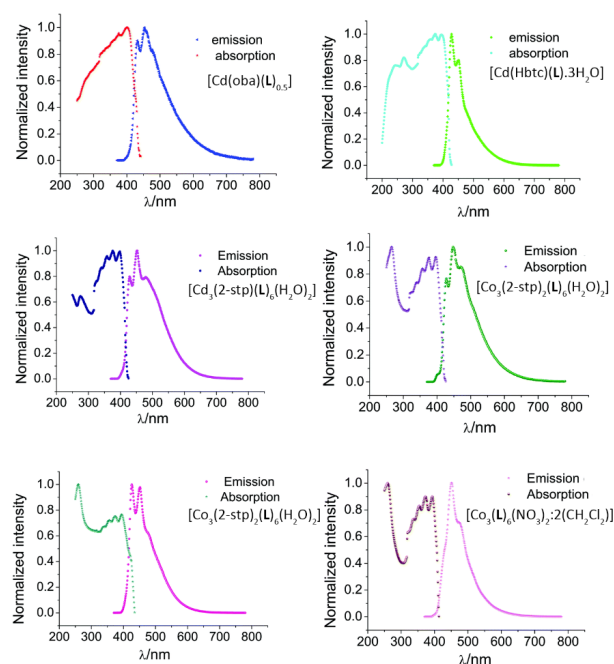 Normalized intensity
1.0
0.8
0.6
0.4
0.2
0.0
200 300 400 500 600 700 800
λ/nm
emission
absorption
[Cd(oba)(L)0.5]
Normalized intensity
1.0
0.8
0.6
0.4
0.2
0.0
200 300 400 500 600 700 800
λ/nm
emission
absorption
[Cd(Hbtc)(L).3H2O]
Normalized intensity
1.0
0.8
0.6
0.4
0.2
0.0
200 300 400 500 600 700 800
λ/nm
Emission
Absorption
[Cd3(2-stp)(L)6(H2O)2]
Normalized intensity
1.0
0.8
0.6
0.4
0.2
0.0
200 300 400 500 600 700 800
λ/nm
Emission
Absorption
[Co3(2-stp)2(L)6(H2O)2]
Normalized intensity
1.0
0.8
0.6
0.4
0.2
0.0
200 300 400 500 600 700 800
λ/nm
Emission
Absorption
[Co3(2-stp)2(L)6(H2O)2]
Normalized intensity
1.0
0.8
0.6
0.4
0.2
0.0
200 300 400 500 600 700 800
λ/nm
Emission
Absorption
[Co3(L)6(NO3)2:2(CH2Cl2)]